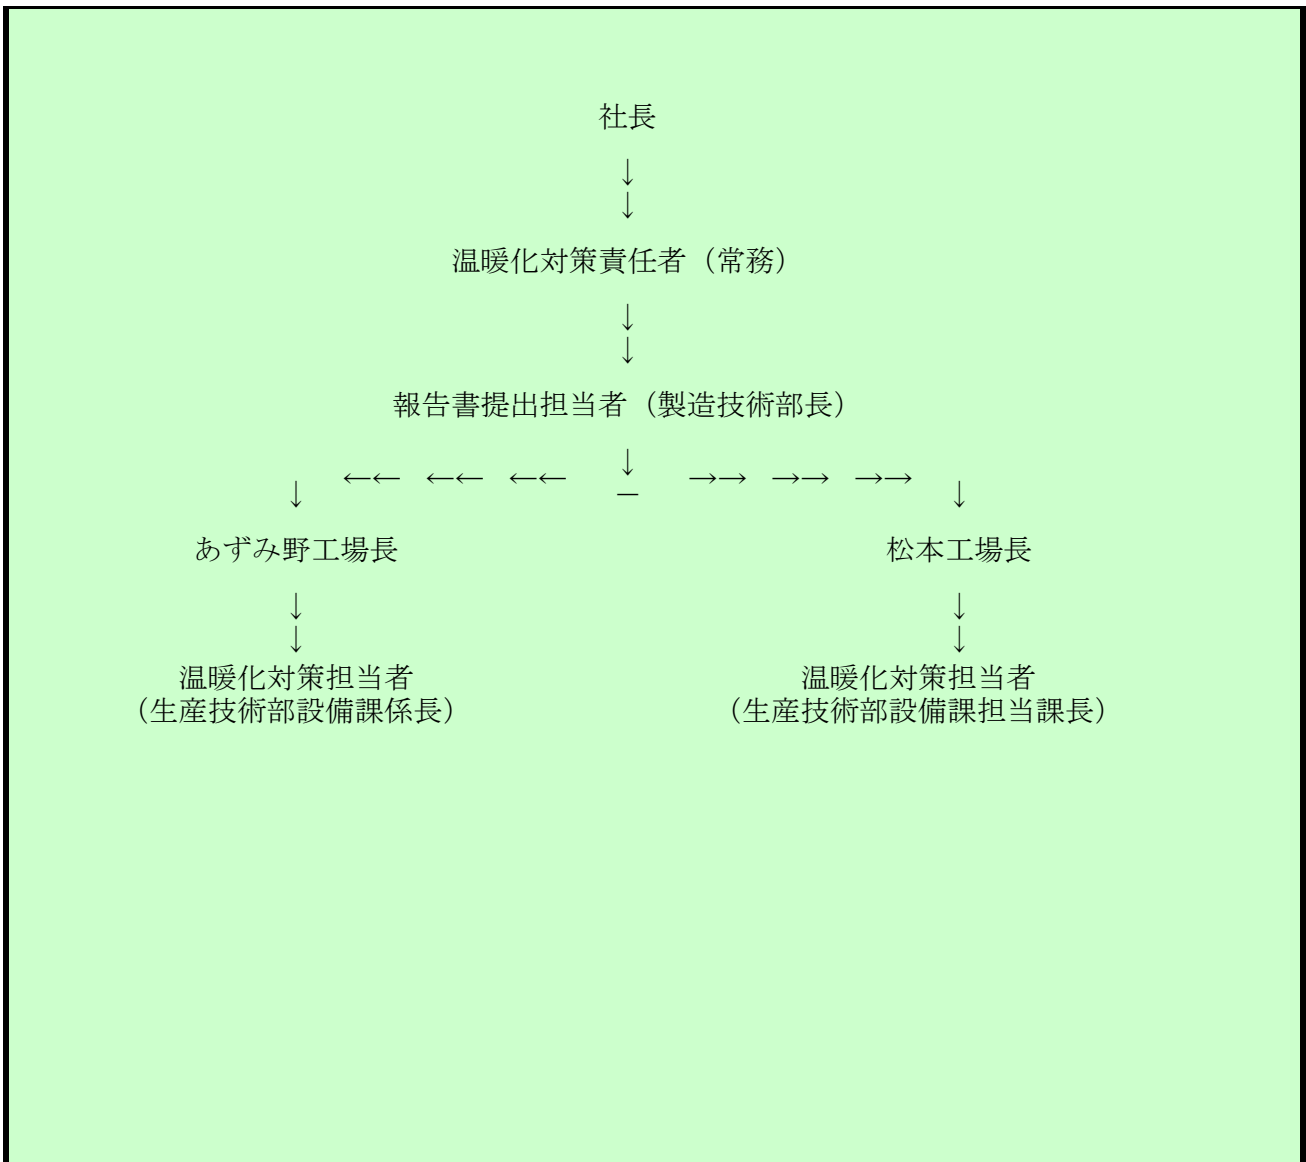 社長
↓
↓
温暖化対策責任者（常務）
↓
↓
報告書提出担当者（製造技術部長）
↓
←← ←← ←← － →→ →→ →→
↓ ↓
あずみ野工場長 松本工場長
↓ ↓
↓ ↓
温暖化対策担当者 温暖化対策担当者
（生産技術部設備課係長） （生産技術部設備課担当課長）